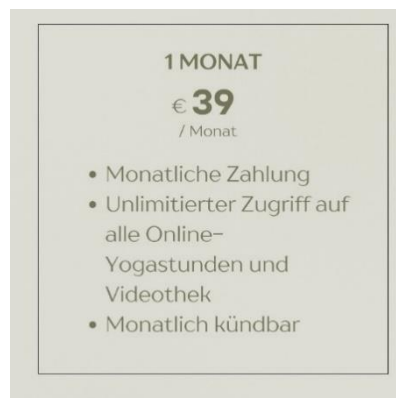 1 MONAT
€ 39
/ Monat
• Monatliche Zahlung
• Unlimitierter Zugriff auf
alle Online-
Yogastunden und
Videothek
• Monatlich kündbar